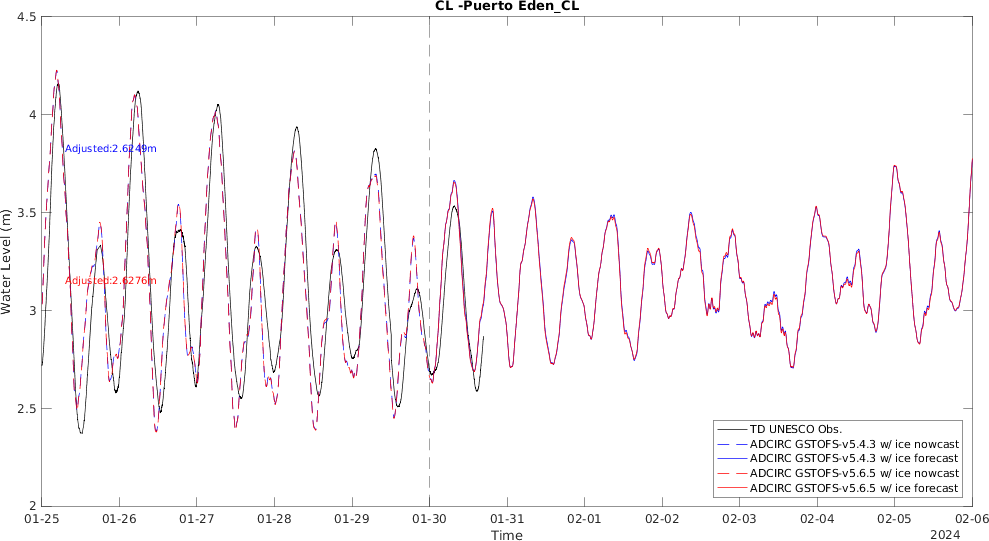 CL -Puerto Eden_CL
4.5
4
3.5
3
2.5
2
Water Level (m)
Adjusted:2.6249m
Adjusted:2.6276m
TD UNESCO Obs.
ADCIRC GSTOFS-v5.4.3 w/ ice nowcast
ADCIRC GSTOFS-v5.4.3 w/ ice forecast
ADCIRC GSTOFS-v5.6.5 w/ ice nowcast
ADCIRC GSTOFS-v5.6.5 w/ ice forecast
01-25 01-26 01-27 01-28 01-29 01-30 01-31 02-01 02-02 02-03 02-04 02-05 02-06
Time
2024